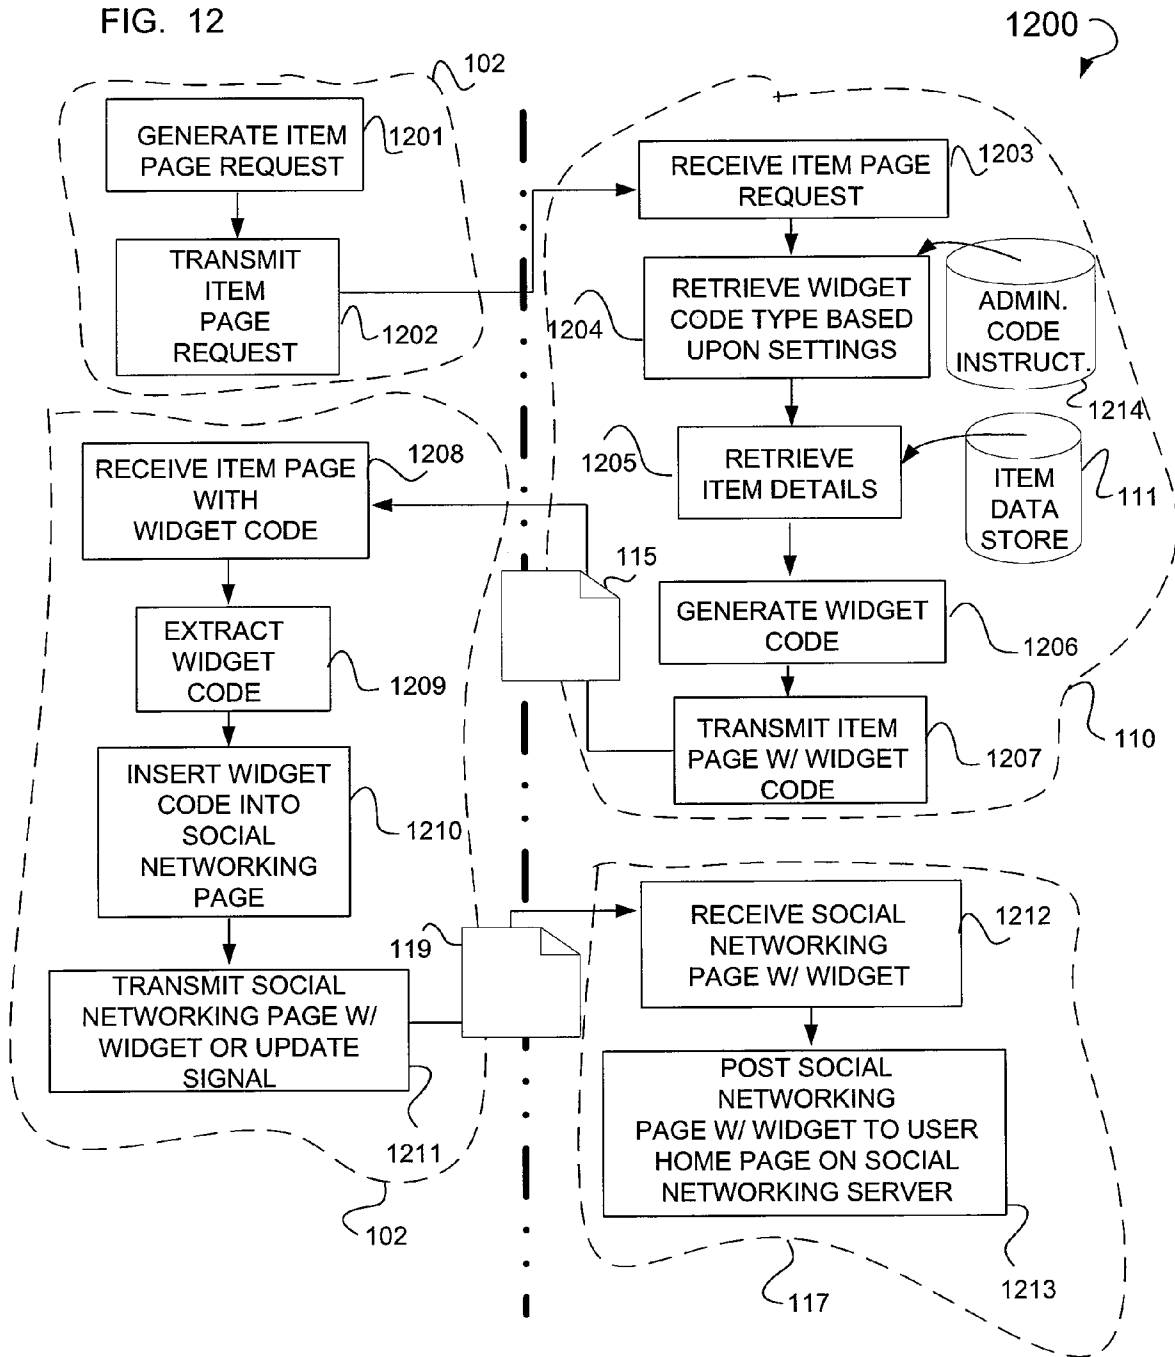 FIG. 12
1200
102
GENERATE ITEM
PAGE REQUEST
1201
TRANSMIT
ITEM
PAGE
REQUEST
1202
RECEIVE ITEM PAGE
REQUEST
1203
RETRIEVE WIDGET
CODE TYPE BASED
UPON SETTINGS
1204
ADMIN.
CODE
INSTRUCT.
1214
RETRIEVE
ITEM DETAILS
1205
ITEM
DATA
STORE
111
GENERATE WIDGET
CODE
1206
TRANSMIT ITEM
PAGE W/ WIDGET
CODE
1207
110
115
RECEIVE ITEM PAGE
WITH
WIDGET CODE
1208
EXTRACT
WIDGET
CODE
1209
INSERT WIDGET
CODE INTO
SOCIAL
NETWORKING
PAGE
1210
TRANSMIT SOCIAL
NETWORKING PAGE W/
WIDGET OR UPDATE
SIGNAL
1211
102
119
RECEIVE SOCIAL
NETWORKING
PAGE W/ WIDGET
1212
POST SOCIAL
NETWORKING
PAGE W/ WIDGET TO USER
HOME PAGE ON SOCIAL
NETWORKING SERVER
1213
117